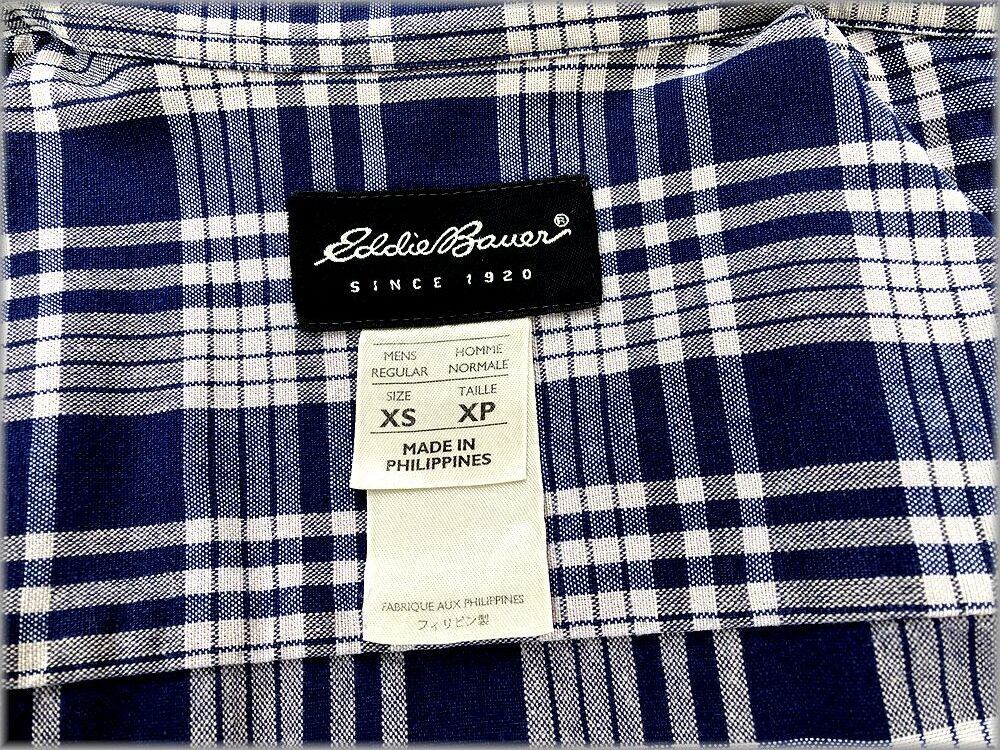 Eddie Bauer®
SINCE 1920
MENS HOMME
REGULAR NORMALE
SIZE TAILLE
XS XP
MADE IN
PHILIPPINES
FABRIQUE AUX PHILIPPINES
フィリピン製